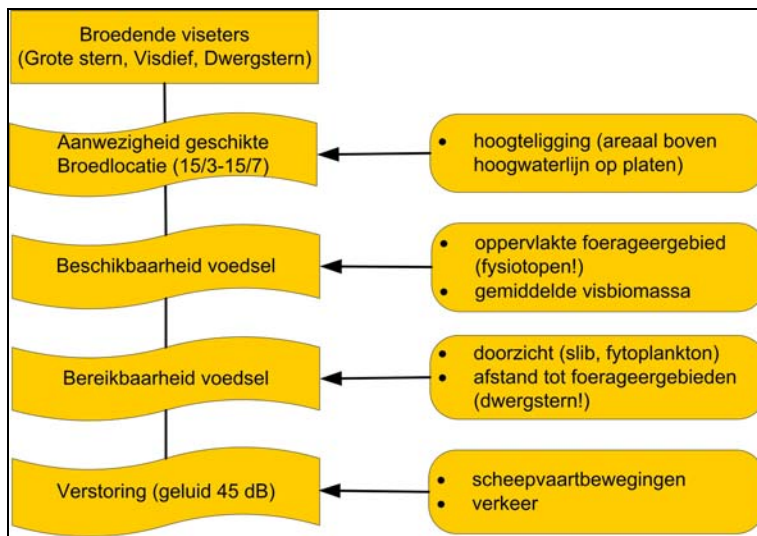 Broedende viseters
(Grote stern, Visdief, Dwergstern)
Aanwezigheid geschikte
Broedlocatie (15/3-15/7)
• hoogteligging (areaal boven
hoogwaterlijn op platen)
Beschikbaarheid voedsel
• oppervlakte foerageergebied
(fysiotopen!)
• gemiddelde visbiomassa
Bereikbaarheid voedsel
• doorzicht (slib, fytoplankton)
• afstand tot foerageergebieden
(dwergstern!)
Verstoring (geluid 45 dB)
• scheepvaartbewegingen
• verkeer